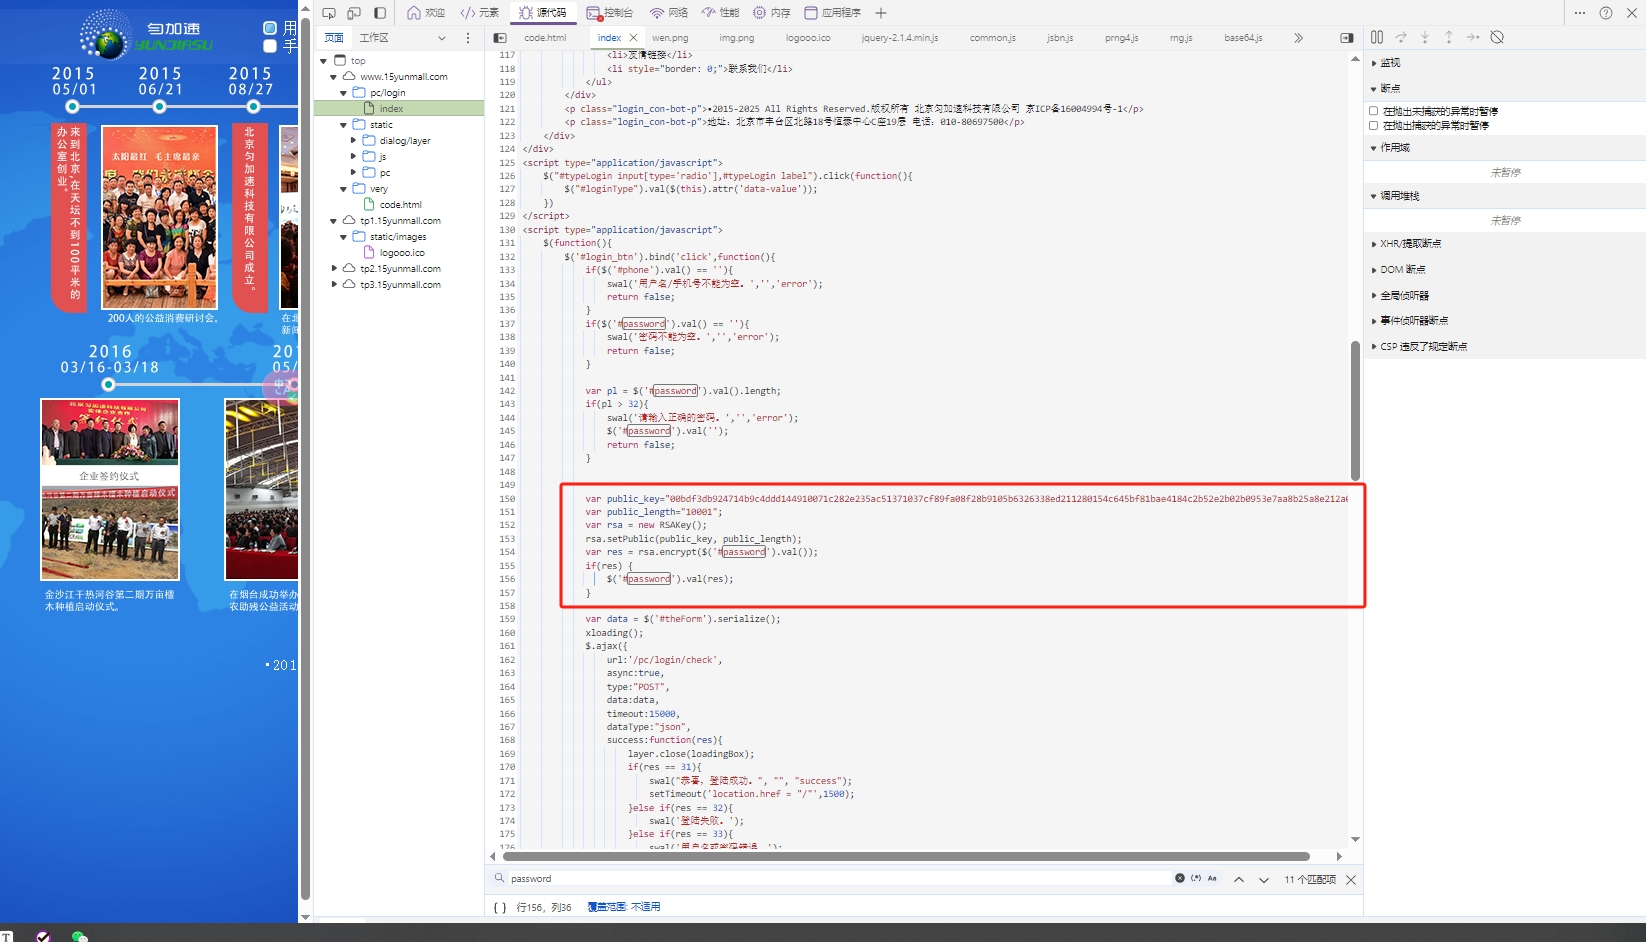 匀加速
YUNJIASU
用
手
2015
05/01
2015
06/21
2015
08/27
来到北京,在天坛不到100平米的办公室创业。
太阳最红 毛主席最亲
北京匀加速科技有限公司成立。
200人的公益消费研讨会。
在北
新闻
2016
03/16-03/18
201
05/
企业签约仪式
金沙江干热河谷第二期万亩檀
木种植启动仪式。
在烟台成功举办
农助残公益活动
•201
欢迎
元素
源代码
控制台
网络
性能
内存
应用程序
页面
工作区
top
www.15yunmall.com
pc/login
index
static
dialog/layer
js
pc
very
code.html
tp1.15yunmall.com
static/images
logooo.ico
tp2.15yunmall.com
tp3.15yunmall.com
code.html
index
wen.png
img.png
logooo.ico
jquery-2.1.4.min.js
common.js
jsbn.js
prng4.js
rng.js
base64.js
117 <li>友情链接</li>
118 <li style="border: 0;">联系我们</li>
119 </ul>
120 </div>
121 <p class="login_con-bot-p">•2015-2025 All Rights Reserved.版权所有 北京匀加速科技有限公司 京ICP备16004994号-1</p>
122 <p class="login_con-bot-p">地址: 北京市丰台区北路18号恒泰中心C座19层 电话: 010-80697500</p>
123 </div>
124 </div>
125 <script type="application/javascript">
126 $("#typeLogin input[type='radio'],#typeLogin label").click(function(){
127 $("#loginType").val($(this).attr('data-value'));
128 })
129 </script>
130 <script type="application/javascript">
131 $(function(){
132 $('#login_btn').bind('click',function(){
133 if($('#phone').val() == ''){
134 swal('用户名/手机号不能为空。','','error');
135 return false;
136 }
137 if($('#password').val() == ''){
138 swal('密码不能为空。','','error');
139 return false;
140 }
141
142 var pl = $('#password').val().length;
143 if(pl > 32){
144 swal('请输入正确的密码。','','error');
145 $('#password').val('');
146 return false;
147 }
148
149
150 var public_key="00bdf3db924714b9c4ddd144910071c282e235ac51371037cf89fa08f28b9105b6326338ed211280154c645bf81bae4184c2b52e2b02b0953e7aa8b25a8e212a
151 var public_length="10001";
152 var rsa = new RSAKey();
153 rsa.setPublic(public_key, public_length);
154 var res = rsa.encrypt($('#password').val());
155 if(res) {
156 $('#password').val(res);
157 }
158
159 var data = $('#theForm').serialize();
160 xloading();
161 $.ajax({
162 url:'/pc/login/check',
163 async:true,
164 type:"POST",
165 data:data,
166 timeout:15000,
167 dataType:"json",
168 success:function(res){
169 layer.close(loadingBox);
170 if(res == 31){
171 swal("恭喜, 登陆成功。", "", "success");
172 setTimeout('location.href = "/"',1500);
173 }else if(res == 32){
174 swal('登陆失败。');
175 }else if(res == 33){
176 swal('用户名或密码错误。');
password
11 个匹配项
{ } 行156, 列36 覆盖范围: 不适用
监视
断点
在抛出未捕获的异常时暂停
在抛出捕获的异常时暂停
作用域
未暂停
调用堆栈
未暂停
XHR/提取断点
DOM 断点
全局侦听器
事件侦听器断点
CSP 违反了规定断点